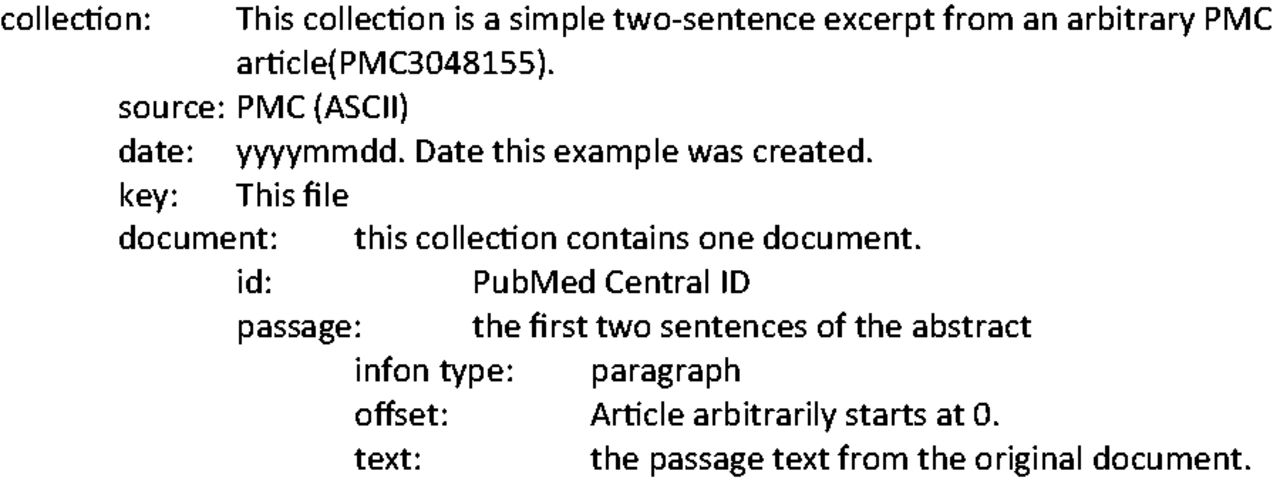 collection: This collection is a simple two-sentence excerpt from an arbitrary PMC
article(PMC3048155).
source: PMC (ASCII)
date: yyyymmdd. Date this example was created.
key: This file
document: this collection contains one document.
id: PubMed Central ID
passage: the first two sentences of the abstract
infon type: paragraph
offset: Article arbitrarily starts at 0.
text: the passage text from the original document.